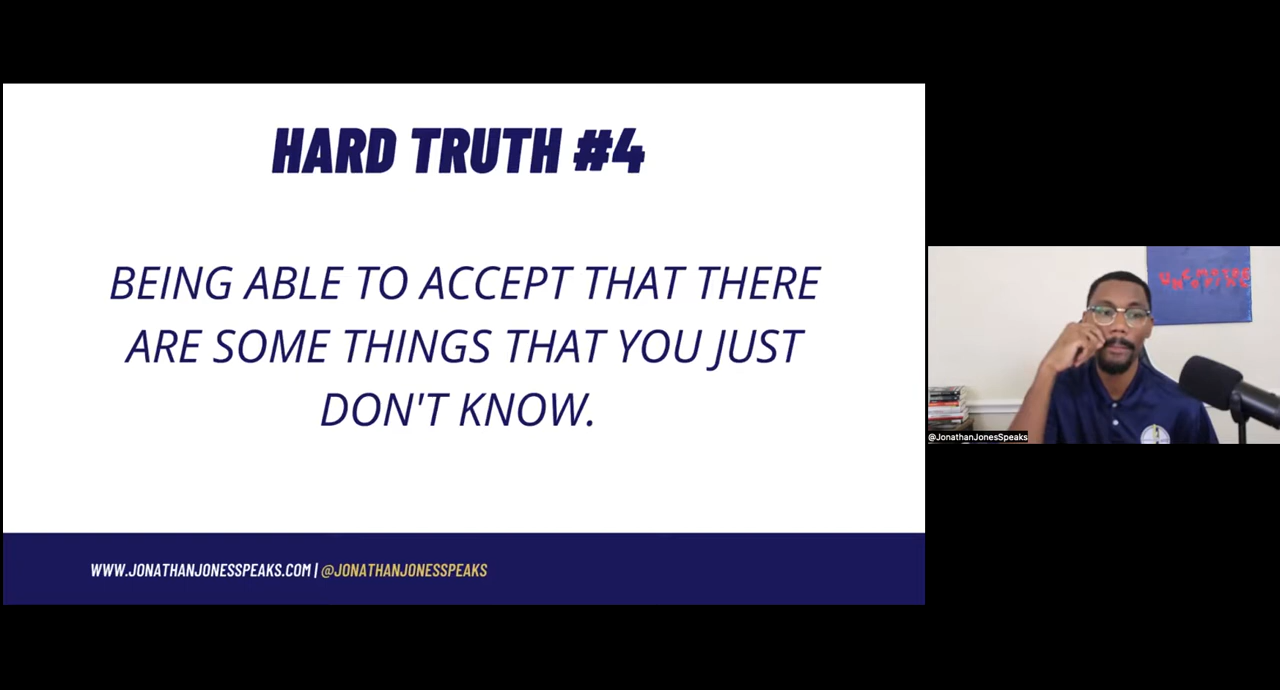 HARD TRUTH #4
BEING ABLE TO ACCEPT THAT THERE
ARE SOME THINGS THAT YOU JUST
DON'T KNOW.
WWW.JONATHANJONESSPEAKS.COM | @JONATHANJONESSPEAKS
@JonathanJonesSpeaks